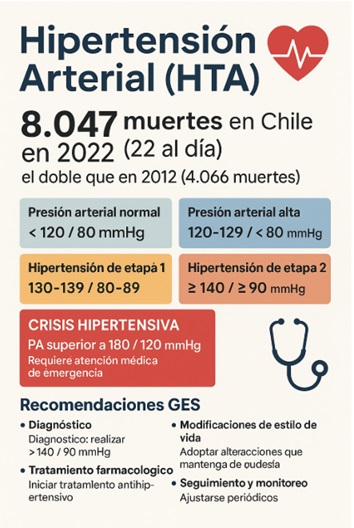 Hipertensión
Arterial (HTA)
8.047 muertes en Chile
en 2022 (22 al día)
el doble que en 2012 (4.066 muertes)
Presión arterial normal
< 120 / 80 mmHg
Presión arterial alta
120-129 / < 80 mmHg
Hipertensión de etapa 1
130-139 / 80-89
Hipertensión de etapa 2
≥ 140 / ≥ 90 mmHg
CRISIS HIPERTENSIVA
PA superior a 180 / 120 mmHg
Requiere atención médica
de emergencia
Recomendaciones GES
• Diagnóstico
Diagnostico: realizar
> 140 / 90 mmHg
• Tratamiento farmacologico
Iniciar tratamlento antihip-
ertensivo
• Modificaciones de estilo de
vida
Adoptar alteracciones que
mantenga de ουdesía
• Seguimiento y monitoreo
Ajustarse periódicos